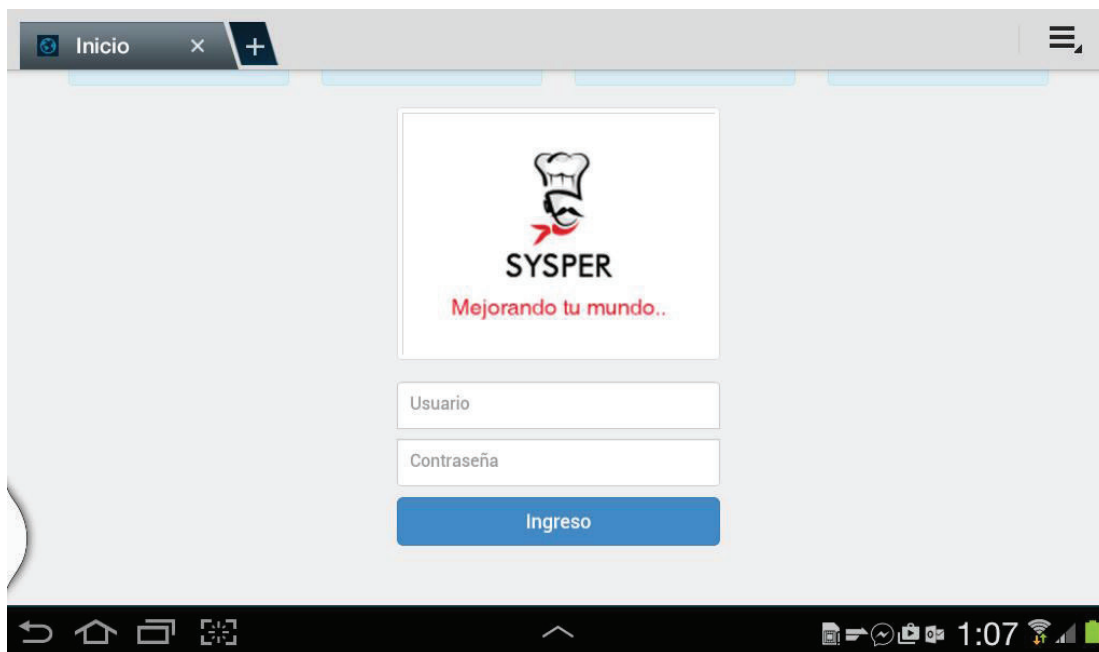 Inicio
SYSPER
Mejorando tu mundo..
Usuario
Contraseña
Ingreso
1:07